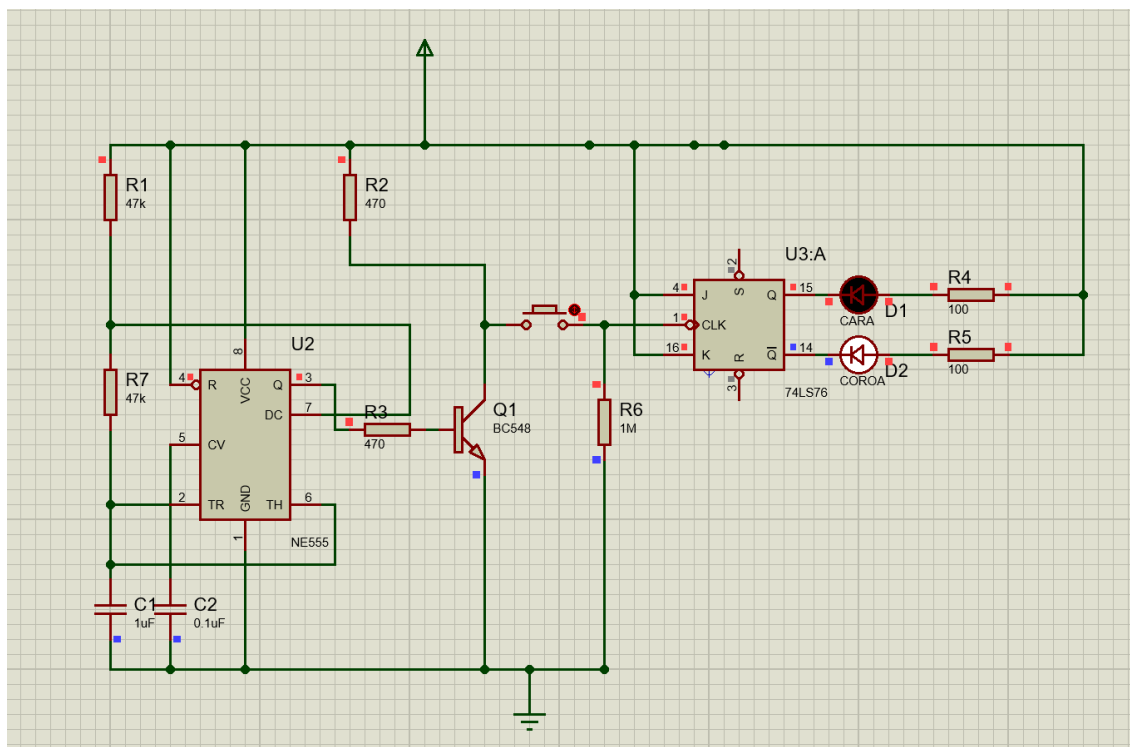 R1
47k
R2
470
U2
R7
47k
4
R
8
VCC
Q
3
DC
7
5
CV
2
TR
GND
TH
6
1
NE555
R3
470
Q1
BC548
C1
1uF
C2
0.1uF
R6
1M
U3:A
4
J
2
S
Q
15
1
CLK
16
K
R
3
Q
14
74LS76
D1
CARA
D2
COROA
R4
100
R5
100